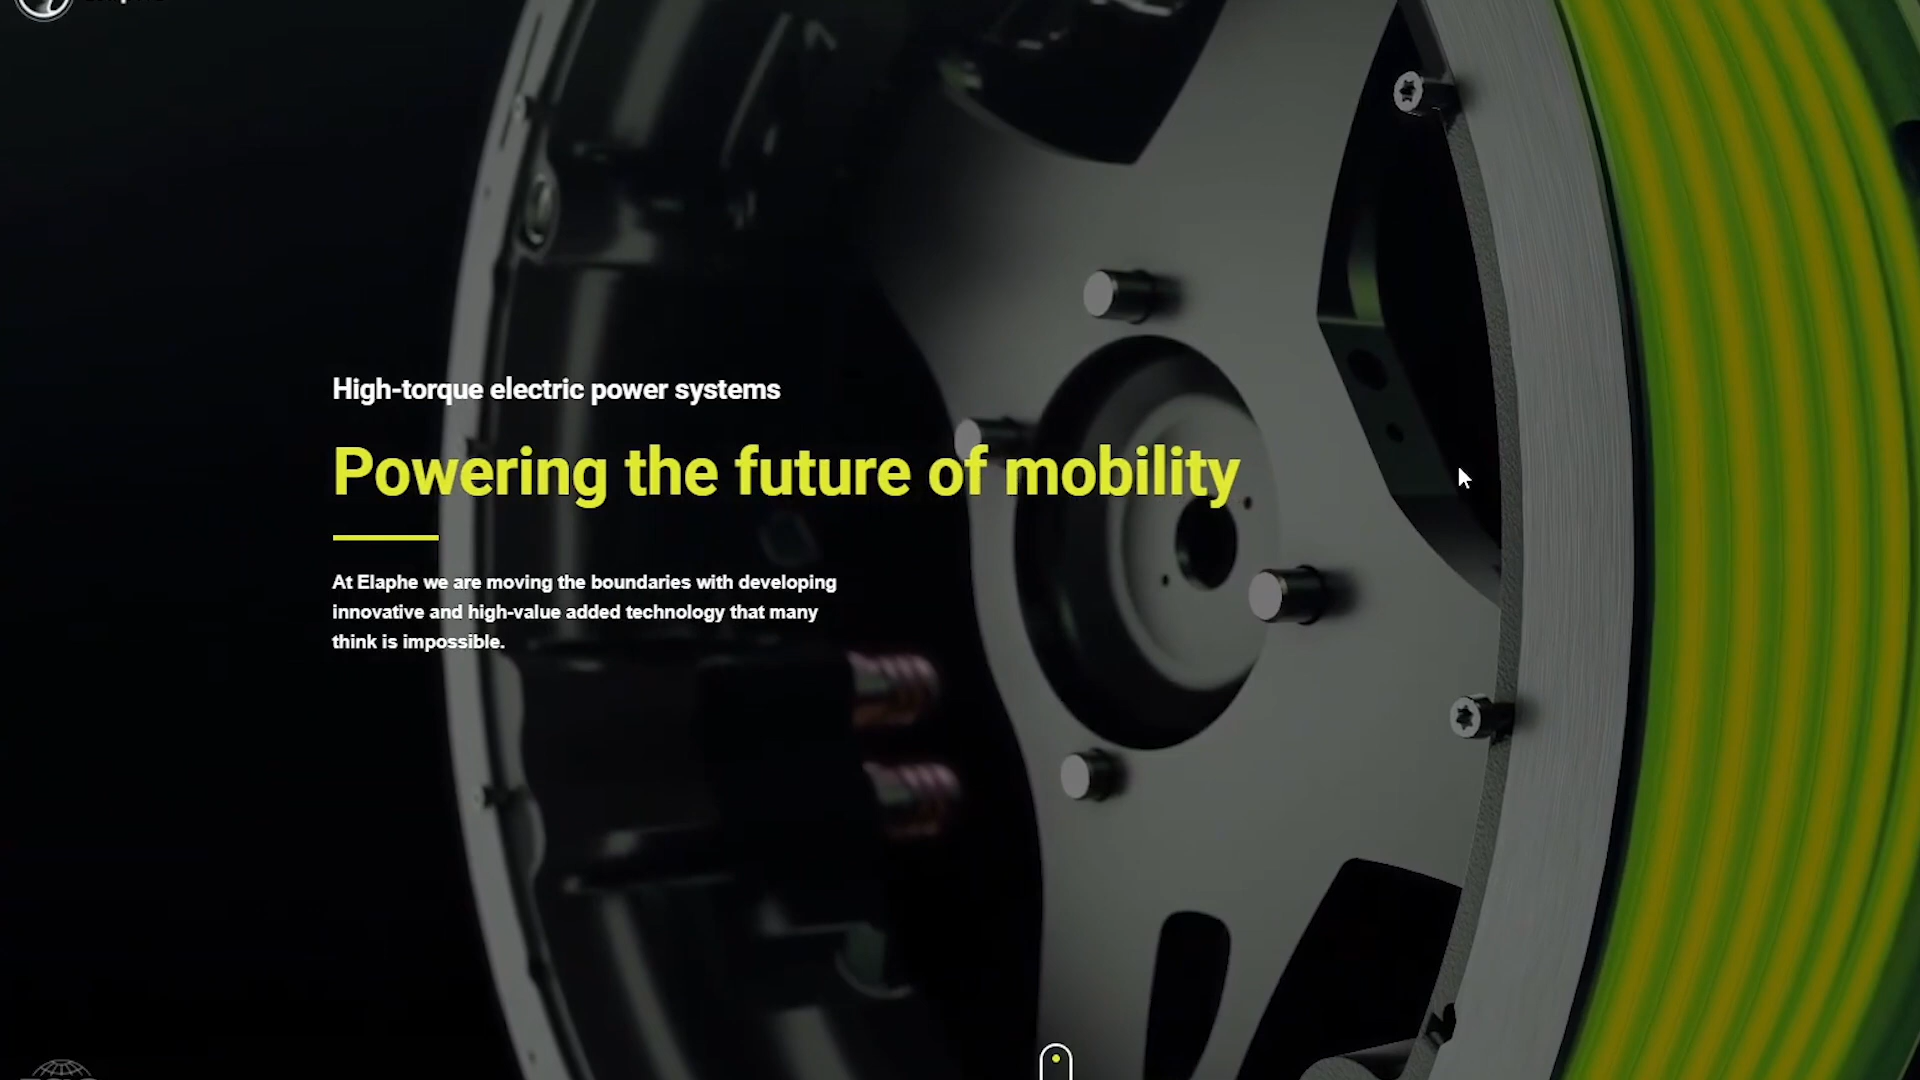 High-torque electric power systems
Powering the future of mobility
At Elaphe we are moving the boundaries with developing
innovative and high-value added technology that many
think is impossible.